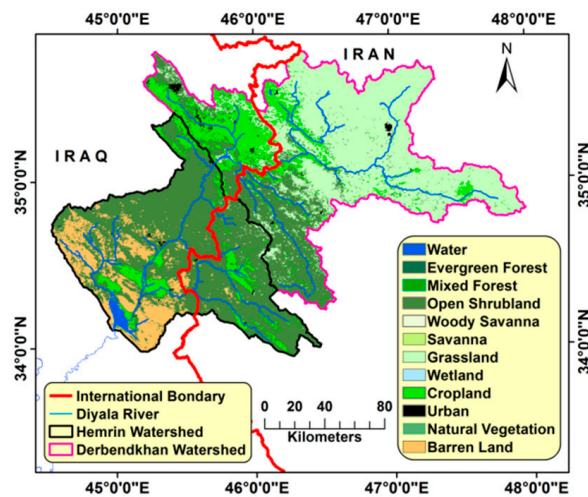 45°0'0"E 46°0'0"E 47°0'0"E 48°0'0"E
IRAN
N
IRAQ
35°0'0"N
35°0'0"N
34°0'0"N
34°0'0"N
Water
Evergreen Forest
Mixed Forest
Open Shrubland
Woody Savanna
Savanna
Grassland
Wetland
Cropland
Urban
Natural Vegetation
Barren Land
International Bondary
Diyala River
Hemrin Watershed
Derbendkhan Watershed
0 20 40 80
Kilometers
45°0'0"E 46°0'0"E 47°0'0"E 48°0'0"E